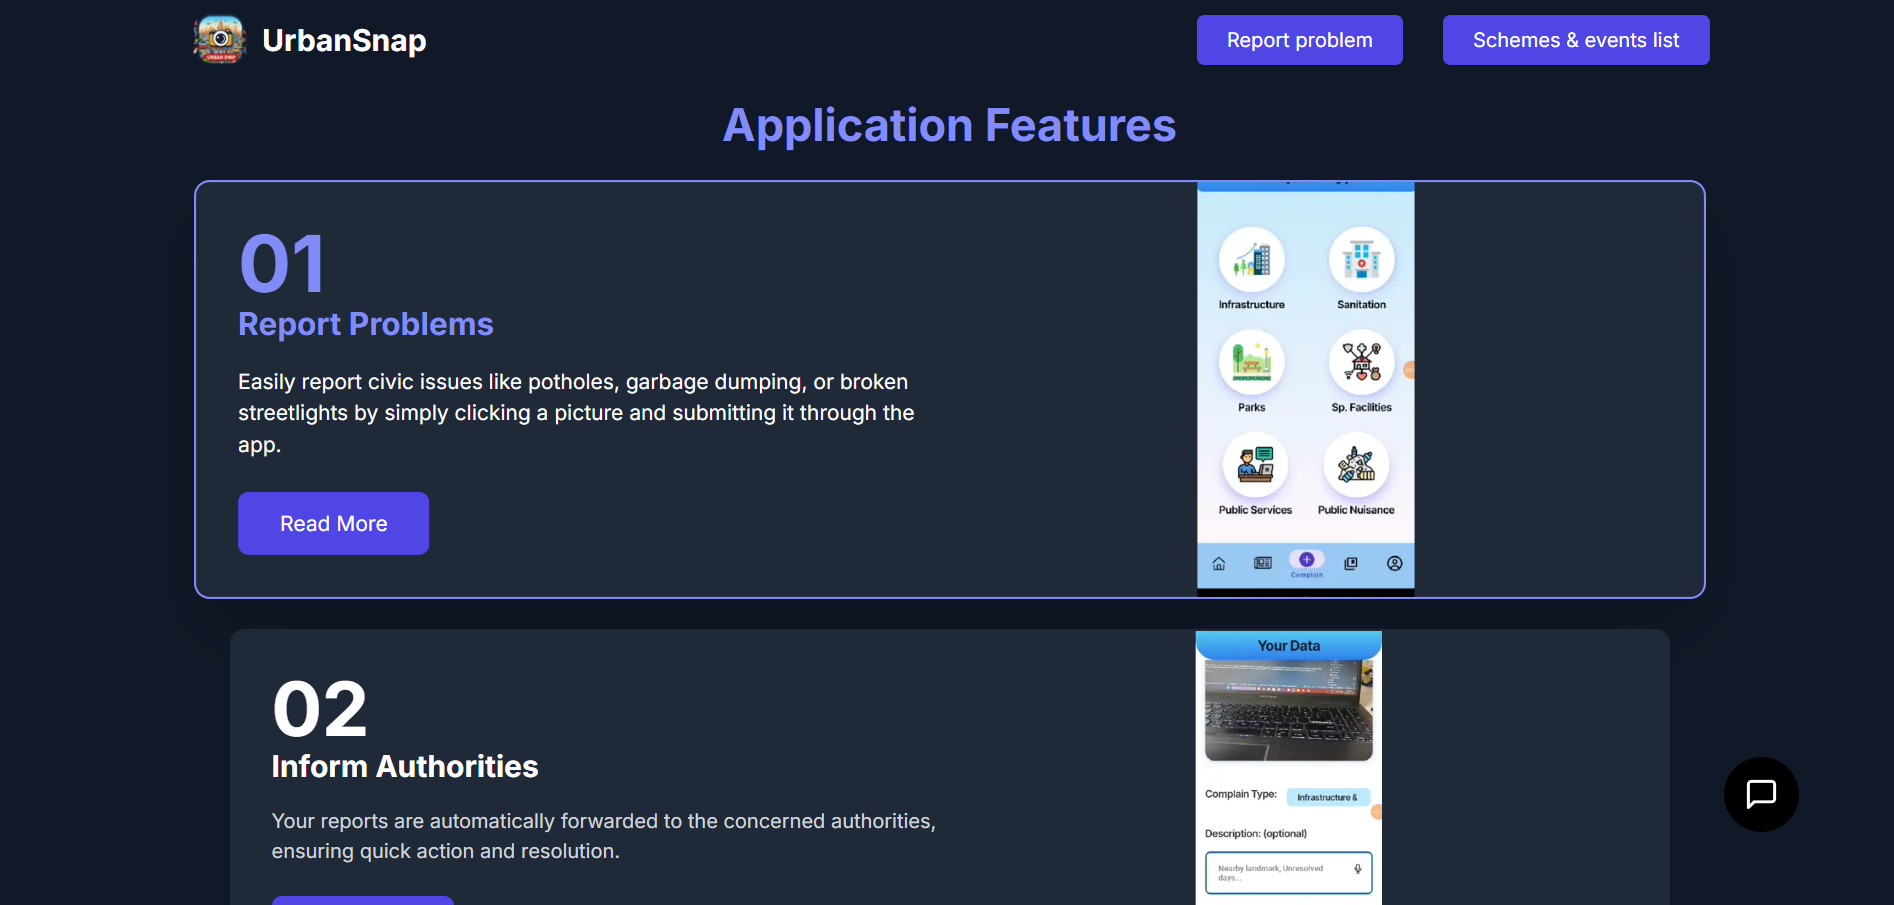 UrbanSnap
Report problem
Schemes & events list
Application Features
01
Report Problems
Easily report civic issues like potholes, garbage dumping, or broken
streetlights by simply clicking a picture and submitting it through the
app.
Read More
Infrastructure
Sanitation
Parks
Sp. Facilities
Public Services
Public Nuisance
Complain
02
Inform Authorities
Your reports are automatically forwarded to the concerned authorities,
ensuring quick action and resolution.
Your Data
Complain Type:
Infrastructure &
Description: (optional)
Nearby landmark, Unresolved
days...